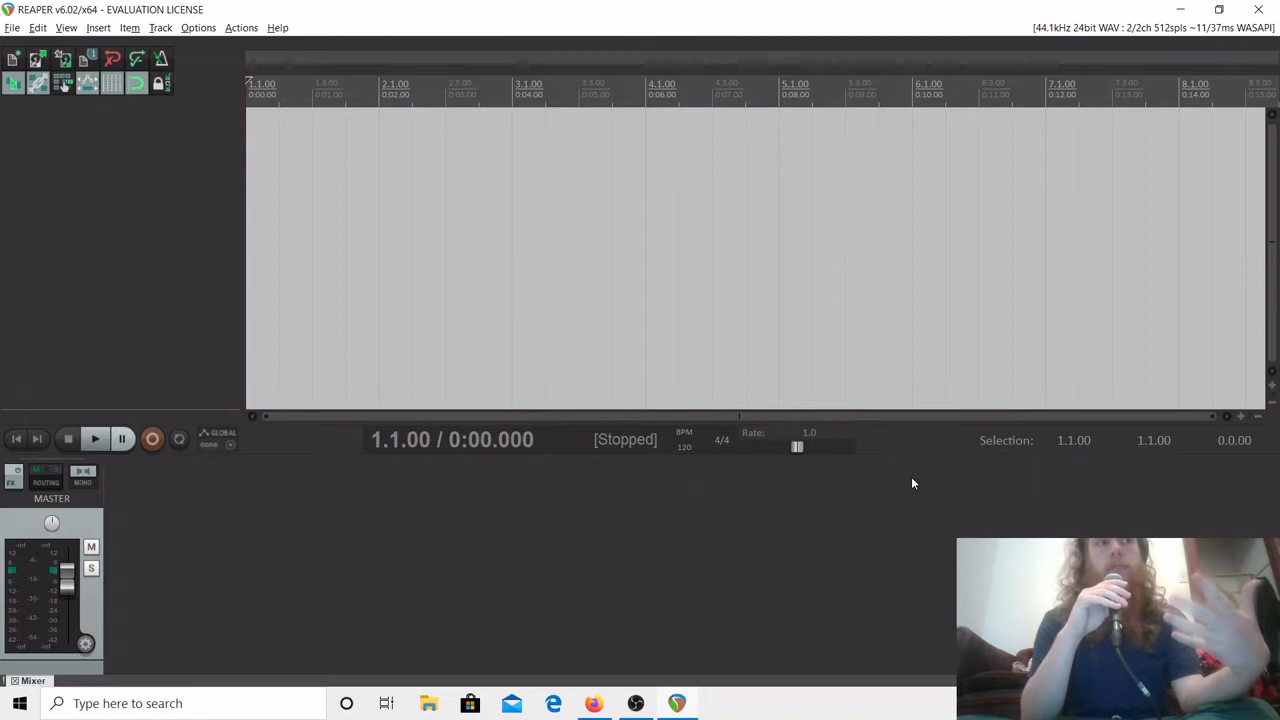 REAPER v6.02/x64 - EVALUATION LICENSE
File Edit View Insert Item Track Options Actions Help
[44.1kHz 24bit WAV : 2/2ch 512spls ~11/37ms WASAPI]
1.1.00 1.3.00 2.1.00 2.3.00 3.1.00 3.3.00 4.1.00 4.3.00 5.1.00 5.3.00 6.1.00 6.3.00 7.1.00 7.3.00 8.1.00 8.3.00
0:00.00 0:01.00 0:02.00 0:03.00 0:04.00 0:05.00 0:06.00 0:07.00 0:08.00 0:09.00 0:10.00 0:11.00 0:12.00 0:13.00 0:14.00 0:15.00
GLOBAL
none
1.1.00 / 0:00.000
[Stopped]
BPM
120
4/4
Rate: 1.0
Selection: 1.1.00 1.1.00 0.0.00
FX
M S
ROUTING
MONO
MASTER
-inf -inf
12 -6- 12
6 6
-6- -18- -6-
12- -12
18- -30- -18
24- -24
30- -42- -30
36- -36
42- -54- -42
-inf -inf
M
S
Mixer
Type here to search